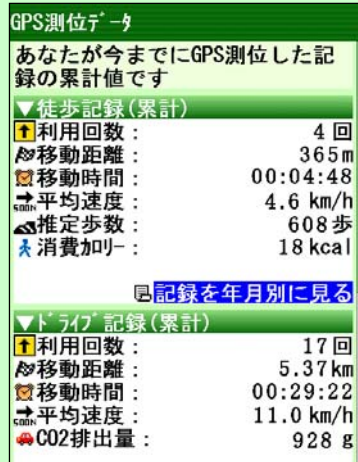 GPS測位ﾃﾞｰﾀ
あなたが今までにGPS測位した記
録の累計値です
▼徒歩記録(累計)
利用回数: 4 回
移動距離: 365m
移動時間: 00:04:48
平均速度: 4.6 km/h
推定歩数: 608歩
消費ｶﾛﾘｰ: 18kcal
記録を年月別に見る
▼ﾄﾞﾗｲﾌﾞ記録(累計)
利用回数: 17回
移動距離: 5.37km
移動時間: 00:29:22
平均速度: 11.0 km/h
CO2排出量: 928 g